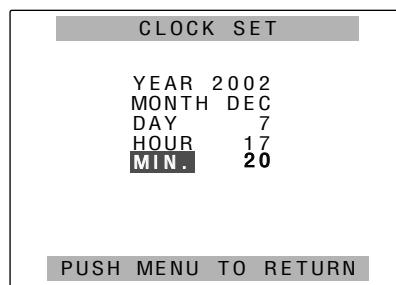 CLOCK SET
YEAR 2002
MONTH DEC
DAY 7
HOUR 17
MIN. 20
PUSH MENU TO RETURN